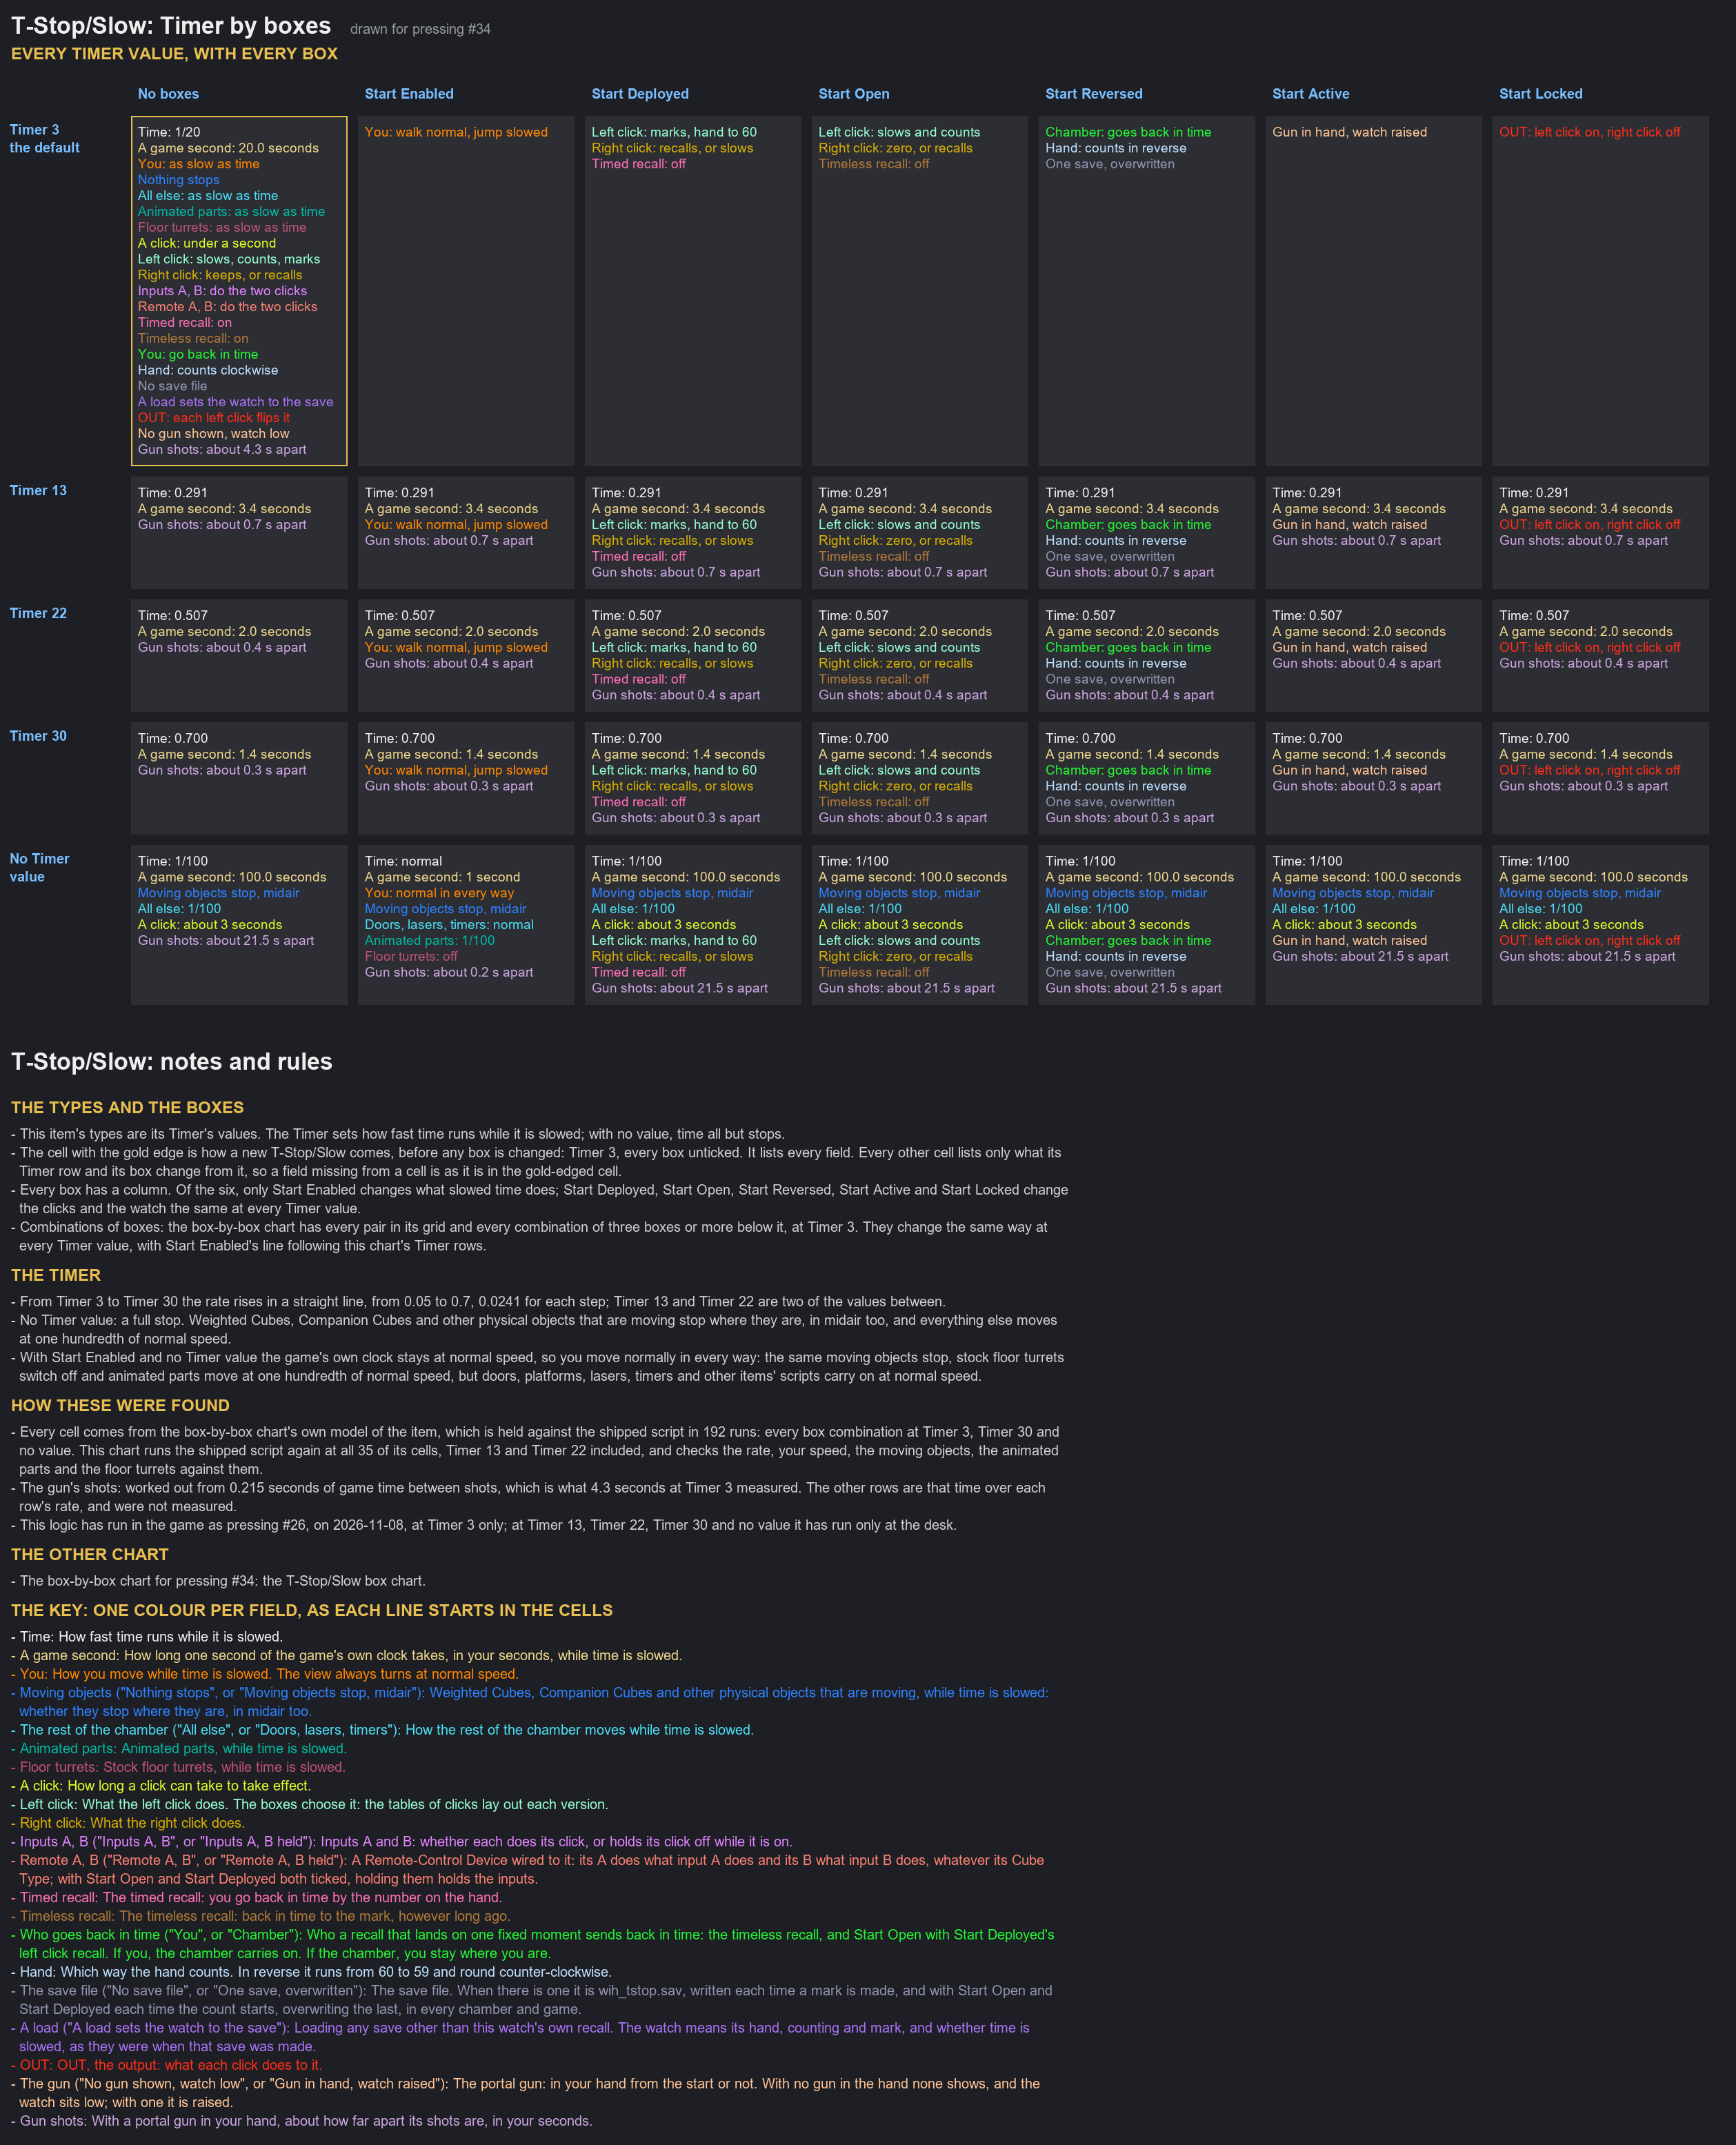 T-Stop/Slow: Timer by boxes drawn for pressing #34
EVERY TIMER VALUE, WITH EVERY BOX
No boxes
Start Enabled
Start Deployed
Start Open
Start Reversed
Start Active
Start Locked
Timer 3
the default
Time: 1/20
A game second: 20.0 seconds
You: as slow as time
Nothing stops
All else: as slow as time
Animated parts: as slow as time
Floor turrets: as slow as time
A click: under a second
Left click: slows, counts, marks
Right click: keeps, or recalls
Inputs A, B: do the two clicks
Remote A, B: do the two clicks
Timed recall: on
Timeless recall: on
You: go back in time
Hand: counts clockwise
No save file
A load sets the watch to the save
OUT: each left click flips it
No gun shown, watch low
Gun shots: about 4.3 s apart
You: walk normal, jump slowed
Left click: marks, hand to 60
Right click: recalls, or slows
Timed recall: off
Left click: slows and counts
Right click: zero, or recalls
Timeless recall: off
Chamber: goes back in time
Hand: counts in reverse
One save, overwritten
Gun in hand, watch raised
OUT: left click on, right click off
Timer 13
Time: 0.291
A game second: 3.4 seconds
Gun shots: about 0.7 s apart
Time: 0.291
A game second: 3.4 seconds
You: walk normal, jump slowed
Gun shots: about 0.7 s apart
Time: 0.291
A game second: 3.4 seconds
Left click: marks, hand to 60
Right click: recalls, or slows
Timed recall: off
Gun shots: about 0.7 s apart
Time: 0.291
A game second: 3.4 seconds
Left click: slows and counts
Right click: zero, or recalls
Timeless recall: off
Gun shots: about 0.7 s apart
Time: 0.291
A game second: 3.4 seconds
Chamber: goes back in time
Hand: counts in reverse
One save, overwritten
Gun shots: about 0.7 s apart
Time: 0.291
A game second: 3.4 seconds
Gun in hand, watch raised
Gun shots: about 0.7 s apart
Time: 0.291
A game second: 3.4 seconds
OUT: left click on, right click off
Gun shots: about 0.7 s apart
Timer 22
Time: 0.507
A game second: 2.0 seconds
Gun shots: about 0.4 s apart
Time: 0.507
A game second: 2.0 seconds
You: walk normal, jump slowed
Gun shots: about 0.4 s apart
Time: 0.507
A game second: 2.0 seconds
Left click: marks, hand to 60
Right click: recalls, or slows
Timed recall: off
Gun shots: about 0.4 s apart
Time: 0.507
A game second: 2.0 seconds
Left click: slows and counts
Right click: zero, or recalls
Timeless recall: off
Gun shots: about 0.4 s apart
Time: 0.507
A game second: 2.0 seconds
Chamber: goes back in time
Hand: counts in reverse
One save, overwritten
Gun shots: about 0.4 s apart
Time: 0.507
A game second: 2.0 seconds
Gun in hand, watch raised
Gun shots: about 0.4 s apart
Time: 0.507
A game second: 2.0 seconds
OUT: left click on, right click off
Gun shots: about 0.4 s apart
Timer 30
Time: 0.700
A game second: 1.4 seconds
Gun shots: about 0.3 s apart
Time: 0.700
A game second: 1.4 seconds
You: walk normal, jump slowed
Gun shots: about 0.3 s apart
Time: 0.700
A game second: 1.4 seconds
Left click: marks, hand to 60
Right click: recalls, or slows
Timed recall: off
Gun shots: about 0.3 s apart
Time: 0.700
A game second: 1.4 seconds
Left click: slows and counts
Right click: zero, or recalls
Timeless recall: off
Gun shots: about 0.3 s apart
Time: 0.700
A game second: 1.4 seconds
Chamber: goes back in time
Hand: counts in reverse
One save, overwritten
Gun shots: about 0.3 s apart
Time: 0.700
A game second: 1.4 seconds
Gun in hand, watch raised
Gun shots: about 0.3 s apart
Time: 0.700
A game second: 1.4 seconds
OUT: left click on, right click off
Gun shots: about 0.3 s apart
No Timer
value
Time: 1/100
A game second: 100.0 seconds
Moving objects stop, midair
All else: 1/100
A click: about 3 seconds
Gun shots: about 21.5 s apart
Time: normal
A game second: 1 second
You: normal in every way
Moving objects stop, midair
Doors, lasers, timers: normal
Animated parts: 1/100
Floor turrets: off
Gun shots: about 0.2 s apart
Time: 1/100
A game second: 100.0 seconds
Moving objects stop, midair
All else: 1/100
A click: about 3 seconds
Left click: marks, hand to 60
Right click: recalls, or slows
Timed recall: off
Gun shots: about 21.5 s apart
Time: 1/100
A game second: 100.0 seconds
Moving objects stop, midair
All else: 1/100
A click: about 3 seconds
Left click: slows and counts
Right click: zero, or recalls
Timeless recall: off
Gun shots: about 21.5 s apart
Time: 1/100
A game second: 100.0 seconds
Moving objects stop, midair
All else: 1/100
A click: about 3 seconds
Chamber: goes back in time
Hand: counts in reverse
One save, overwritten
Gun shots: about 21.5 s apart
Time: 1/100
A game second: 100.0 seconds
Moving objects stop, midair
All else: 1/100
A click: about 3 seconds
Gun in hand, watch raised
Gun shots: about 21.5 s apart
Time: 1/100
A game second: 100.0 seconds
Moving objects stop, midair
All else: 1/100
A click: about 3 seconds
OUT: left click on, right click off
Gun shots: about 21.5 s apart
T-Stop/Slow: notes and rules
THE TYPES AND THE BOXES
- This item's types are its Timer's values. The Timer sets how fast time runs while it is slowed; with no value, time all but stops.
- The cell with the gold edge is how a new T-Stop/Slow comes, before any box is changed: Timer 3, every box unticked. It lists every field. Every other cell lists only what its
Timer row and its box change from it, so a field missing from a cell is as it is in the gold-edged cell.
- Every box has a column. Of the six, only Start Enabled changes what slowed time does; Start Deployed, Start Open, Start Reversed, Start Active and Start Locked change
the clicks and the watch the same at every Timer value.
- Combinations of boxes: the box-by-box chart has every pair in its grid and every combination of three boxes or more below it, at Timer 3. They change the same way at
every Timer value, with Start Enabled's line following this chart's Timer rows.
THE TIMER
- From Timer 3 to Timer 30 the rate rises in a straight line, from 0.05 to 0.7, 0.0241 for each step; Timer 13 and Timer 22 are two of the values between.
- No Timer value: a full stop. Weighted Cubes, Companion Cubes and other physical objects that are moving stop where they are, in midair too, and everything else moves
at one hundredth of normal speed.
- With Start Enabled and no Timer value the game's own clock stays at normal speed, so you move normally in every way: the same moving objects stop, stock floor turrets
switch off and animated parts move at one hundredth of normal speed, but doors, platforms, lasers, timers and other items' scripts carry on at normal speed.
HOW THESE WERE FOUND
- Every cell comes from the box-by-box chart's own model of the item, which is held against the shipped script in 192 runs: every box combination at Timer 3, Timer 30 and
no value. This chart runs the shipped script again at all 35 of its cells, Timer 13 and Timer 22 included, and checks the rate, your speed, the moving objects, the animated
parts and the floor turrets against them.
- The gun's shots: worked out from 0.215 seconds of game time between shots, which is what 4.3 seconds at Timer 3 measured. The other rows are that time over each
row's rate, and were not measured.
- This logic has run in the game as pressing #26, on 2026-11-08, at Timer 3 only; at Timer 13, Timer 22, Timer 30 and no value it has run only at the desk.
THE OTHER CHART
- The box-by-box chart for pressing #34: the T-Stop/Slow box chart.
THE KEY: ONE COLOUR PER FIELD, AS EACH LINE STARTS IN THE CELLS
- Time: How fast time runs while it is slowed.
- A game second: How long one second of the game's own clock takes, in your seconds, while time is slowed.
- You: How you move while time is slowed. The view always turns at normal speed.
- Moving objects ("Nothing stops", or "Moving objects stop, midair"): Weighted Cubes, Companion Cubes and other physical objects that are moving, while time is slowed:
whether they stop where they are, in midair too.
- The rest of the chamber ("All else", or "Doors, lasers, timers"): How the rest of the chamber moves while time is slowed.
- Animated parts: Animated parts, while time is slowed.
- Floor turrets: Stock floor turrets, while time is slowed.
- A click: How long a click can take to take effect.
- Left click: What the left click does. The boxes choose it: the tables of clicks lay out each version.
- Right click: What the right click does.
- Inputs A, B ("Inputs A, B", or "Inputs A, B held"): Inputs A and B: whether each does its click, or holds its click off while it is on.
- Remote A, B ("Remote A, B", or "Remote A, B held"): A Remote-Control Device wired to it: its A does what input A does and its B what input B does, whatever its Cube
Type; with Start Open and Start Deployed both ticked, holding them holds the inputs.
- Timed recall: The timed recall: you go back in time by the number on the hand.
- Timeless recall: The timeless recall: back in time to the mark, however long ago.
- Who goes back in time ("You", or "Chamber"): Who a recall that lands on one fixed moment sends back in time: the timeless recall, and Start Open with Start Deployed's
left click recall. If you, the chamber carries on. If the chamber, you stay where you are.
- Hand: Which way the hand counts. In reverse it runs from 60 to 59 and round counter-clockwise.
- The save file ("No save file", or "One save, overwritten"): The save file. When there is one it is wih_tstop.sav, written each time a mark is made, and with Start Open and
Start Deployed each time the count starts, overwriting the last, in every chamber and game.
- A load ("A load sets the watch to the save"): Loading any save other than this watch's own recall. The watch means its hand, counting and mark, and whether time is
slowed, as they were when that save was made.
- OUT: OUT, the output: what each click does to it.
- The gun ("No gun shown, watch low", or "Gun in hand, watch raised"): The portal gun: in your hand from the start or not. With no gun in the hand none shows, and the
watch sits low; with one it is raised.
- Gun shots: With a portal gun in your hand, about how far apart its shots are, in your seconds.